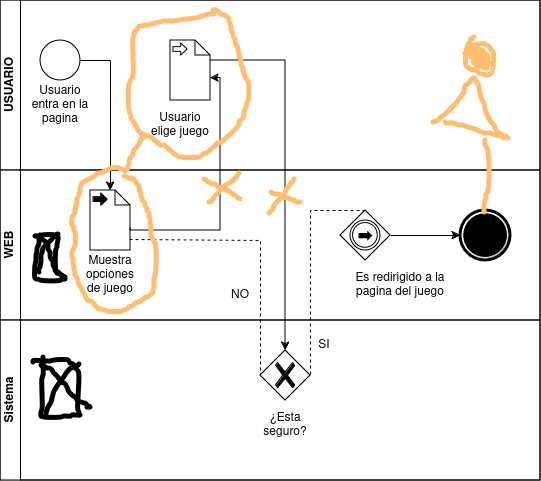 USUARIO
Usuario
entra en la
pagina
Usuario
elige juego
WEB
Muestra
opciones
de juego
Es redirigido a la
pagina del juego
NO
SI
Sistema
¿Esta
seguro?